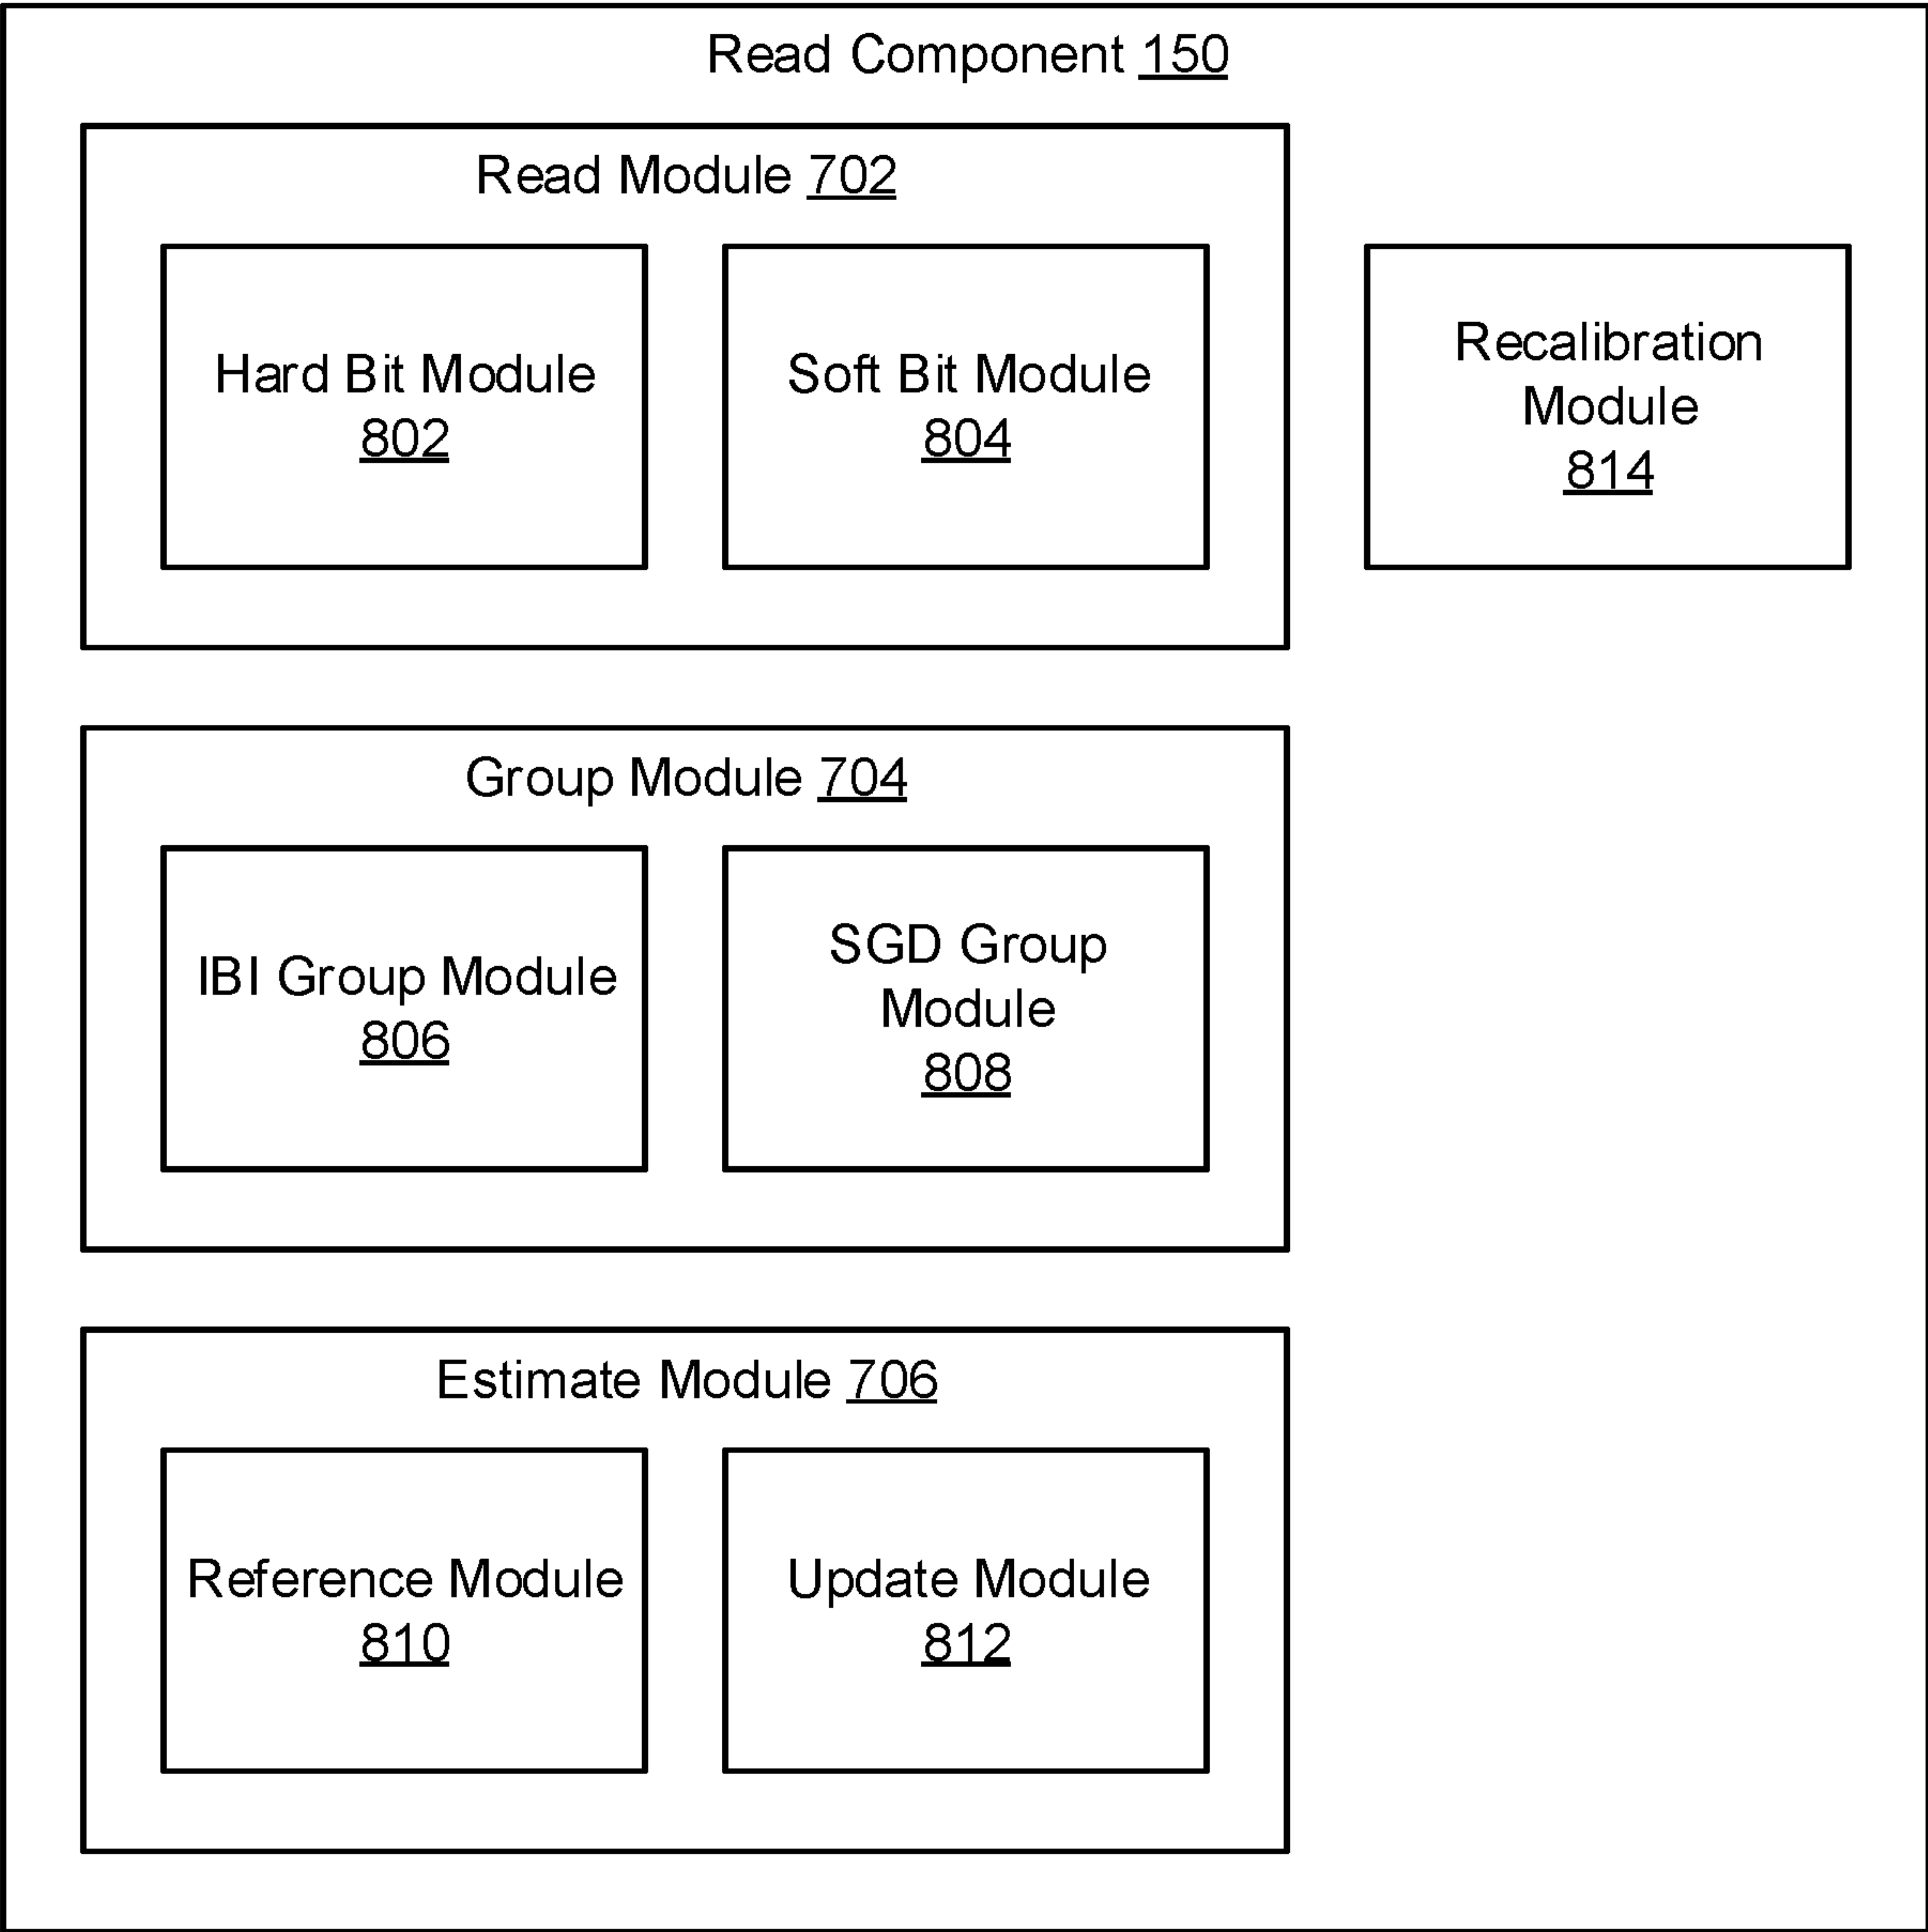 Read Component 150
Read Module 702
Hard Bit Module
802
Soft Bit Module
804
Recalibration
Module
814
Group Module 704
IBI Group Module
806
SGD Group
Module
808
Estimate Module 706
Reference Module
810
Update Module
812